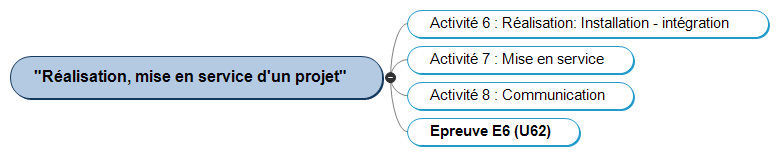 "Réalisation, mise en service d'un projet"
Activité 6 : Réalisation: Installation - intégration
Activité 7 : Mise en service
Activité 8 : Communication
Epreuve E6 (U62)